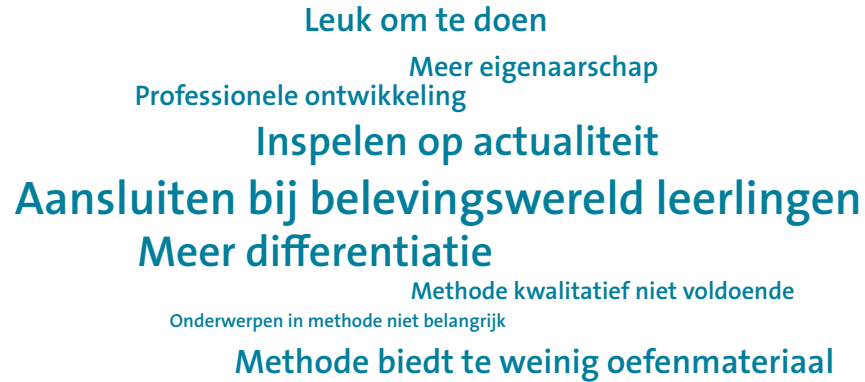 Leuk om te doen
Meer eigenaarschap
Professionele ontwikkeling
Inspelen op actualiteit
Aansluiten bij belevingswereld leerlingen
Meer differentiatie
Methode kwalitatief niet voldoende
Onderwerpen in methode niet belangrijk
Methode biedt te weinig oefenmateriaal